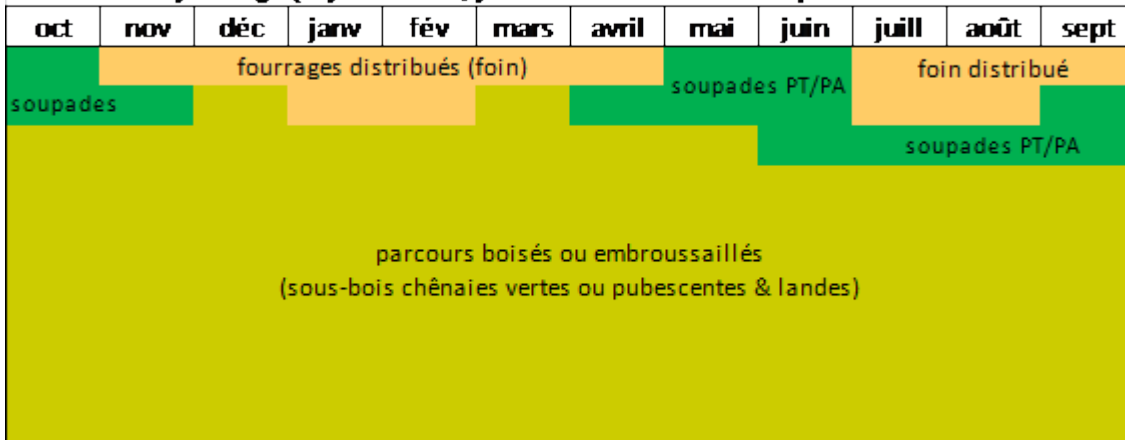 oct nov déc janv fév mars avril mai juin juill août sept
fourrages distribués (foin)
foin distribué
soupades PT/PA
soupades
soupades PT/PA
parcours boisés ou embroussaillés
(sous-bois chênaies vertes ou pubescentes & landes)